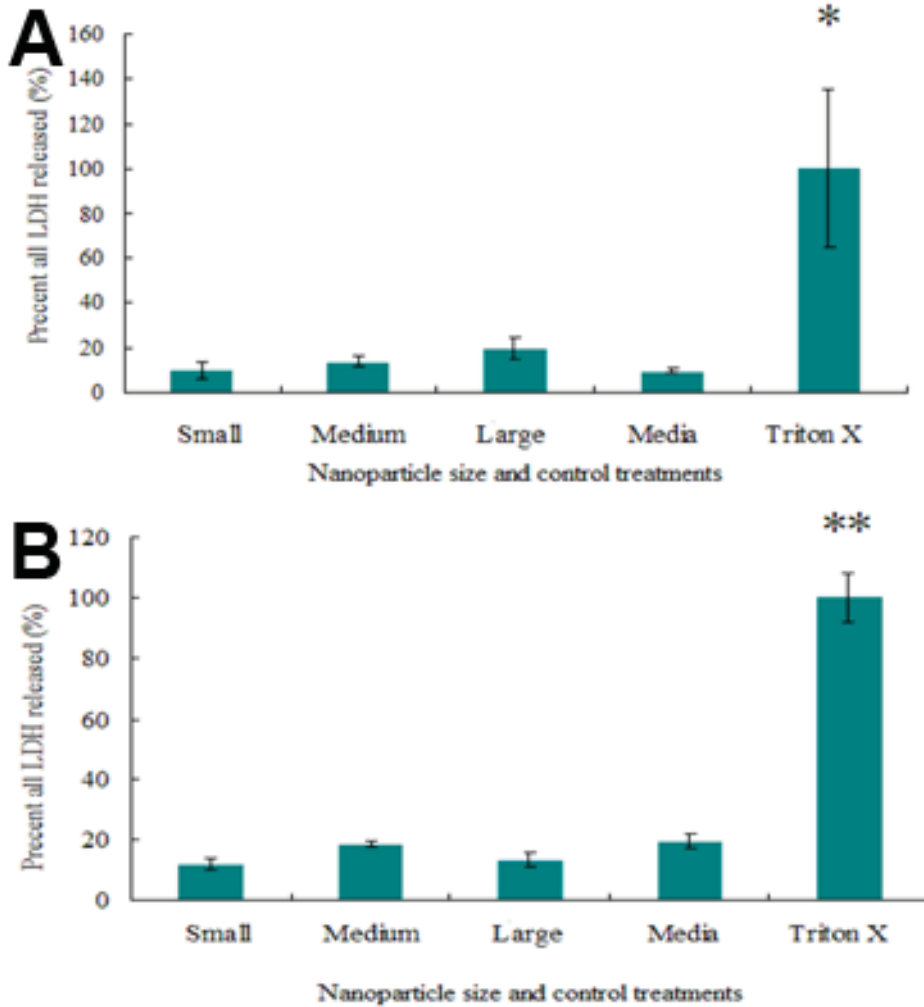 A
*
Precent all LDH released (%)
160
140
120
100
80
60
40
20
0
Small Medium Large Media Triton X
Nanoparticle size and control treatments
B
**
Precent all LDH released (%)
120
100
80
60
40
20
0
Small Medium Large Media Triton X
Nanoparticle size and control treatments